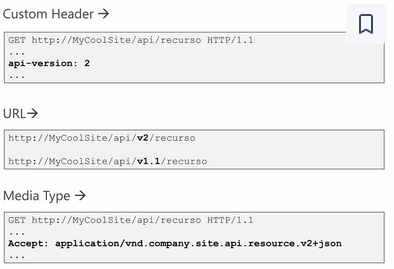 Custom Header →
GET http://MyCoolSite/api/recurso HTTP/1.1
...
api-version: 2
...
URL→
http://MyCoolSite/api/v2/recurso
http://MyCoolSite/api/v1.1/recurso
Media Type →
GET http://MyCoolSite/api/recurso HTTP/1.1
...
Accept: application/vnd.company.site.api.resource.v2+json
...